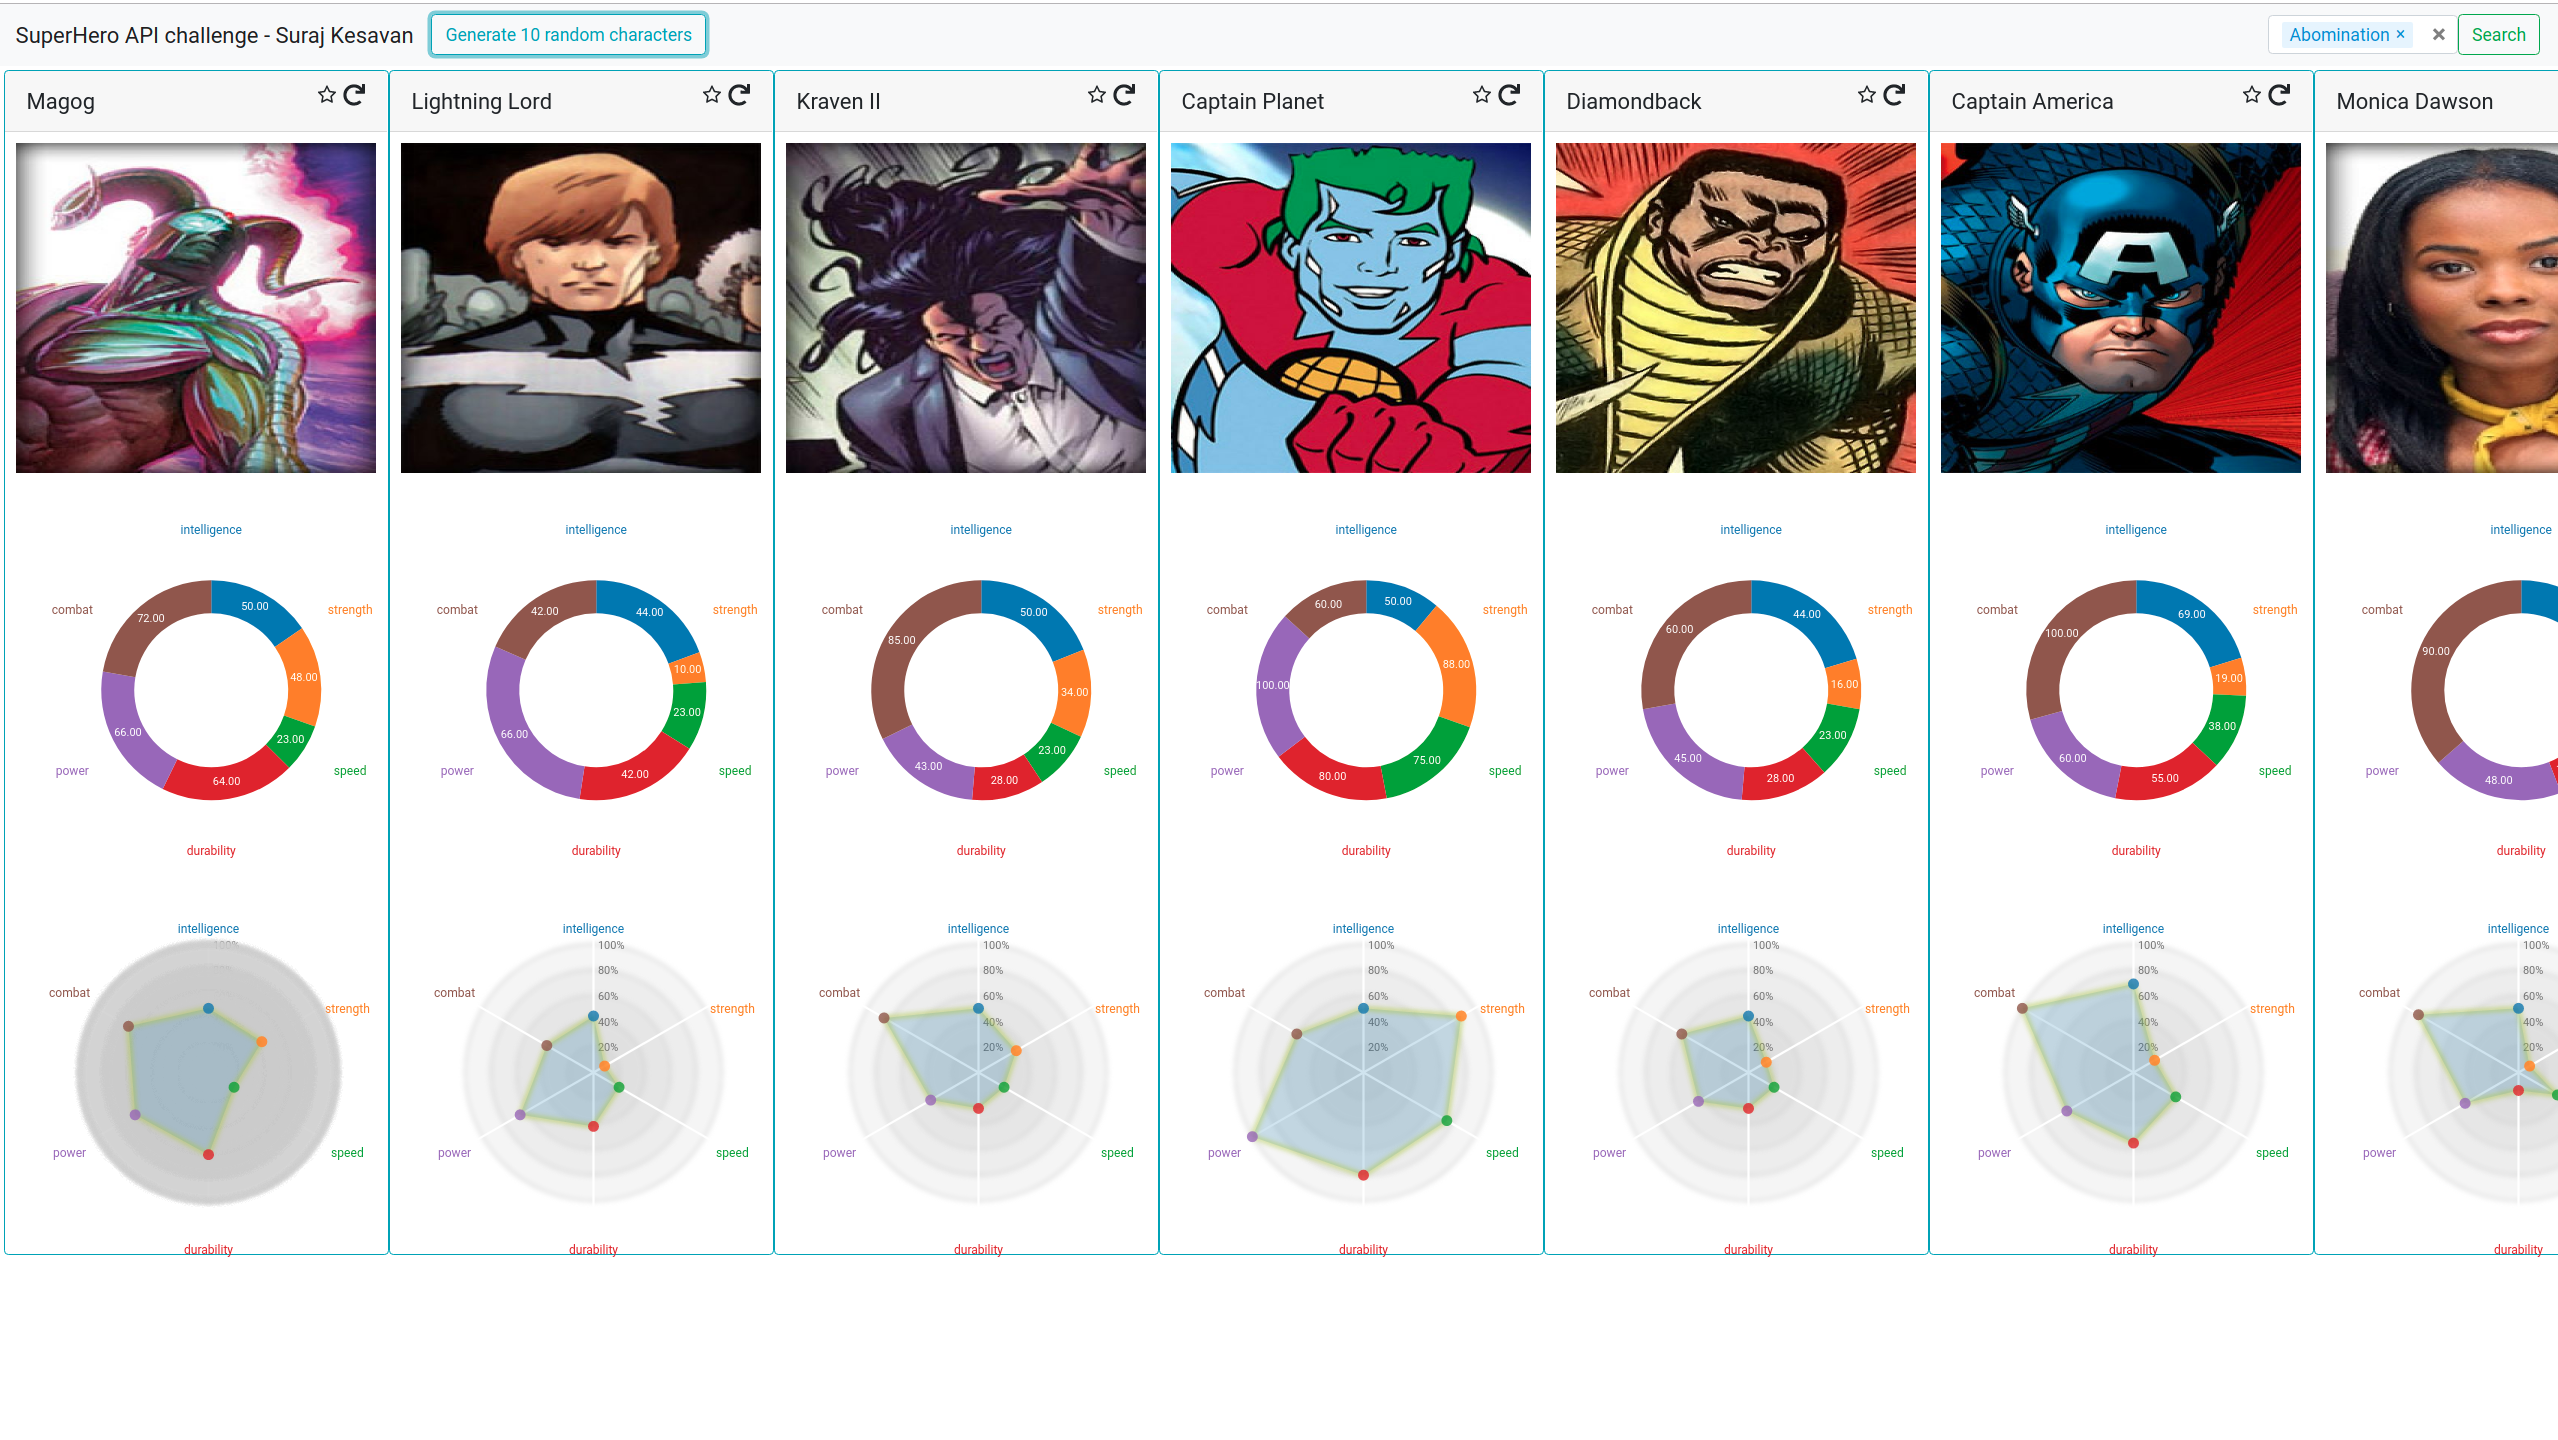 SuperHero API challenge - Suraj Kesavan Generate 10 random characters Abomination × × Search
Magog
Lightning Lord
Kraven II
Captain Planet
Diamondback
Captain America
Monica Dawson
A
intelligence
combat
strength
72.00
50.00
48.00
66.00
23.00
64.00
power
speed
durability
intelligence
100%
combat
strength
power
speed
durability
intelligence
combat
strength
42.00
44.00
10.00
23.00
66.00
42.00
power
speed
durability
intelligence
100%
80%
60%
40%
20%
combat
strength
power
speed
durability
intelligence
combat
strength
85.00
50.00
34.00
23.00
43.00
28.00
power
speed
durability
intelligence
100%
80%
60%
40%
20%
combat
strength
power
speed
durability
intelligence
combat
strength
60.00
50.00
88.00
100.00
75.00
80.00
power
speed
durability
intelligence
100%
80%
60%
40%
20%
combat
strength
power
speed
durability
intelligence
combat
strength
60.00
44.00
16.00
23.00
45.00
28.00
power
speed
durability
intelligence
100%
80%
60%
40%
20%
combat
strength
power
speed
durability
intelligence
combat
strength
100.00
69.00
19.00
38.00
60.00
55.00
power
speed
durability
intelligence
100%
80%
60%
40%
20%
combat
strength
power
speed
durability
intelligence
combat
90.00
48.00
power
durability
intelligence
100%
80%
60%
40%
20%
combat
power
durability